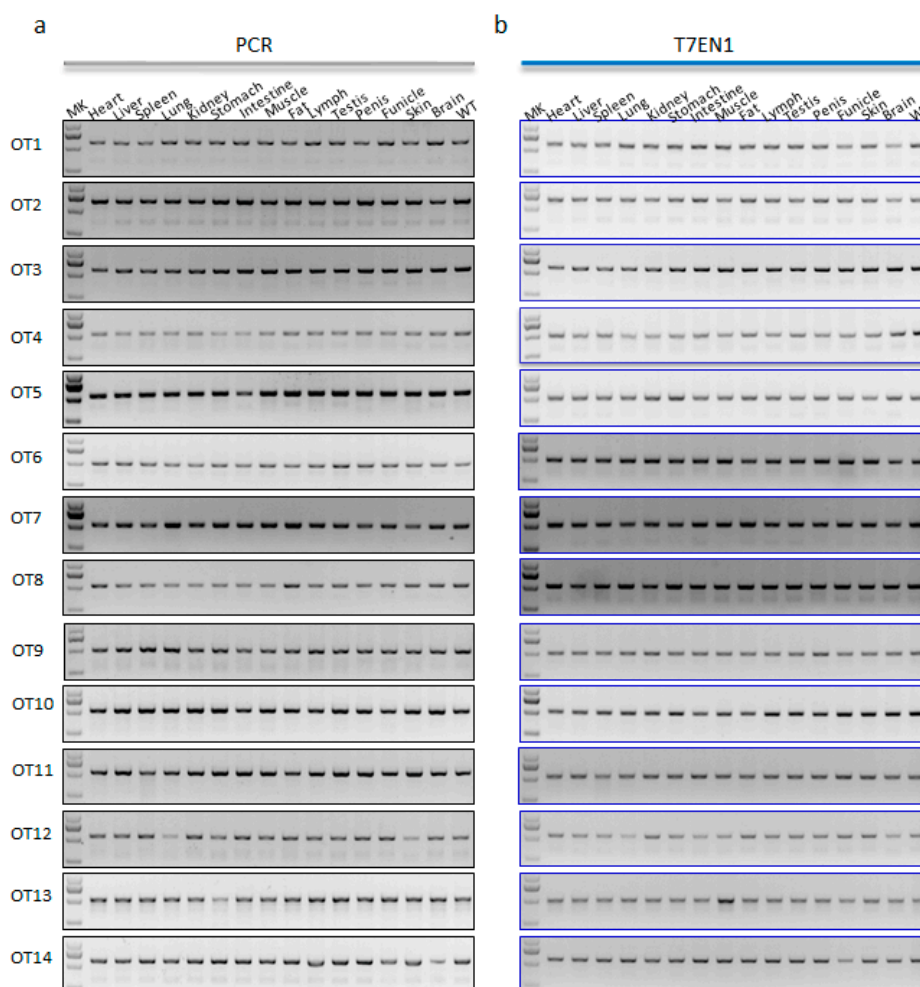 a
b
PCR
T7EN1
MK Heart Liver Spleen Lung Kidney Stomach Intestine Muscle Fat Lymph Testis Penis Funicle Skin Brain WT
MK Heart Liver Spleen Lung Kidney Stomach Intestine Muscle Fat Lymph Testis Penis Funicle Skin Brain W
OT1
OT2
OT3
OT4
OT5
OT6
OT7
OT8
OT9
OT10
OT11
OT12
OT13
OT14